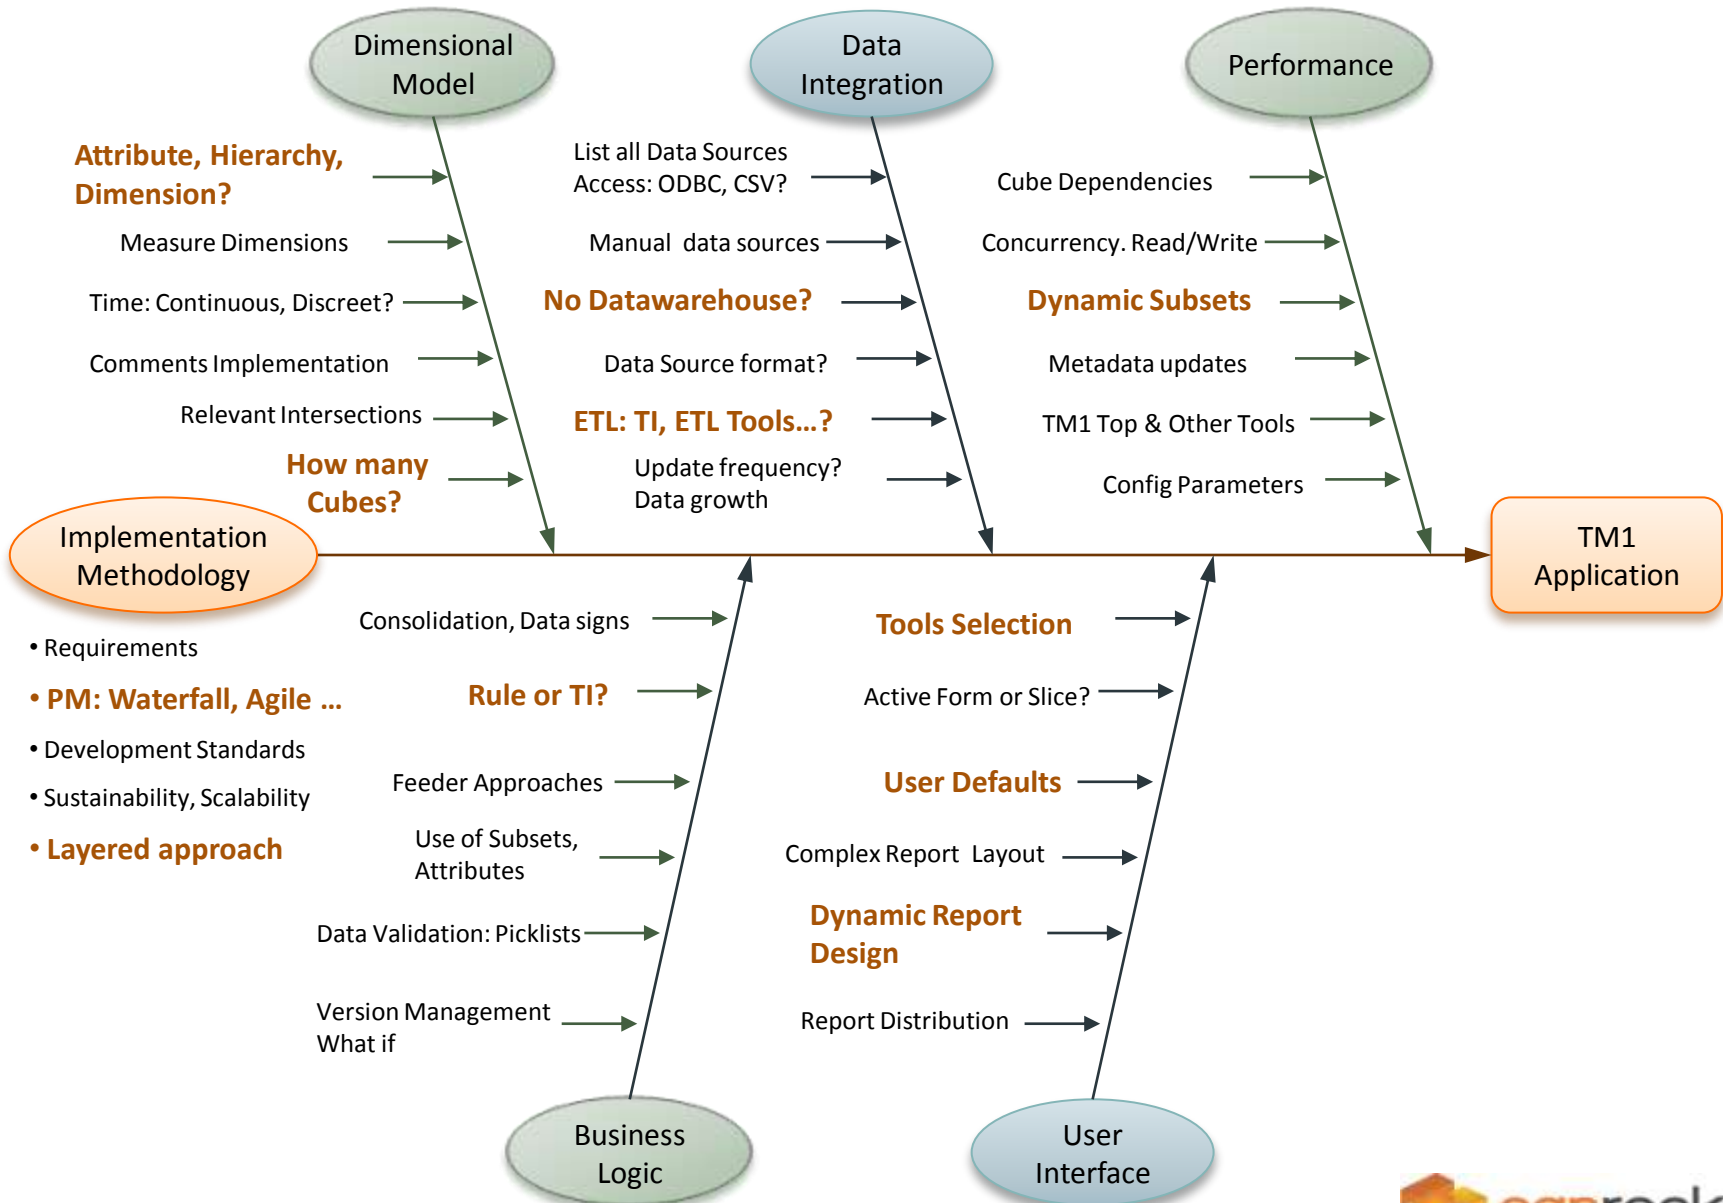 Dimensional
Model
Data
Integration
Performance
Attribute, Hierarchy,
Dimension?
Measure Dimensions
Time: Continuous, Discreet?
Comments Implementation
Relevant Intersections
How many
Cubes?
List all Data Sources
Access: ODBC, CSV?
Manual data sources
No Datawarehouse?
Data Source format?
ETL: TI, ETL Tools...?
Update frequency?
Data growth
Cube Dependencies
Concurrency. Read/Write
Dynamic Subsets
Metadata updates
TM1 Top & Other Tools
Config Parameters
Implementation
Methodology
TM1
Application
• Requirements
• PM: Waterfall, Agile ...
• Development Standards
• Sustainability, Scalability
• Layered approach
Consolidation, Data signs
Rule or TI?
Feeder Approaches
Use of Subsets,
Attributes
Data Validation: Picklists
Version Management
What if
Tools Selection
Active Form or Slice?
User Defaults
Complex Report Layout
Dynamic Report
Design
Report Distribution
Business
Logic
User
Interface